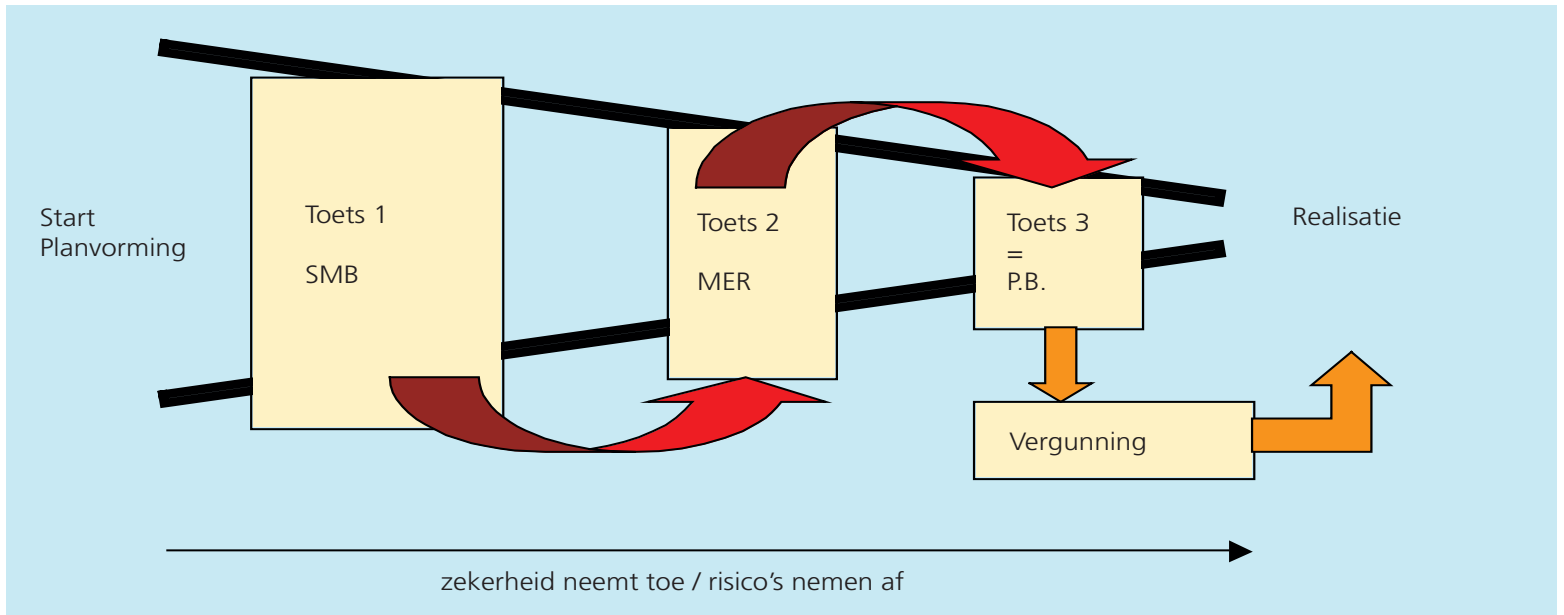 Start
Planvorming
Toets 1
SMB
Toets 2
MER
Toets 3
=
P.B.
Realisatie
Vergunning
zekerheid neemt toe / risico's nemen af